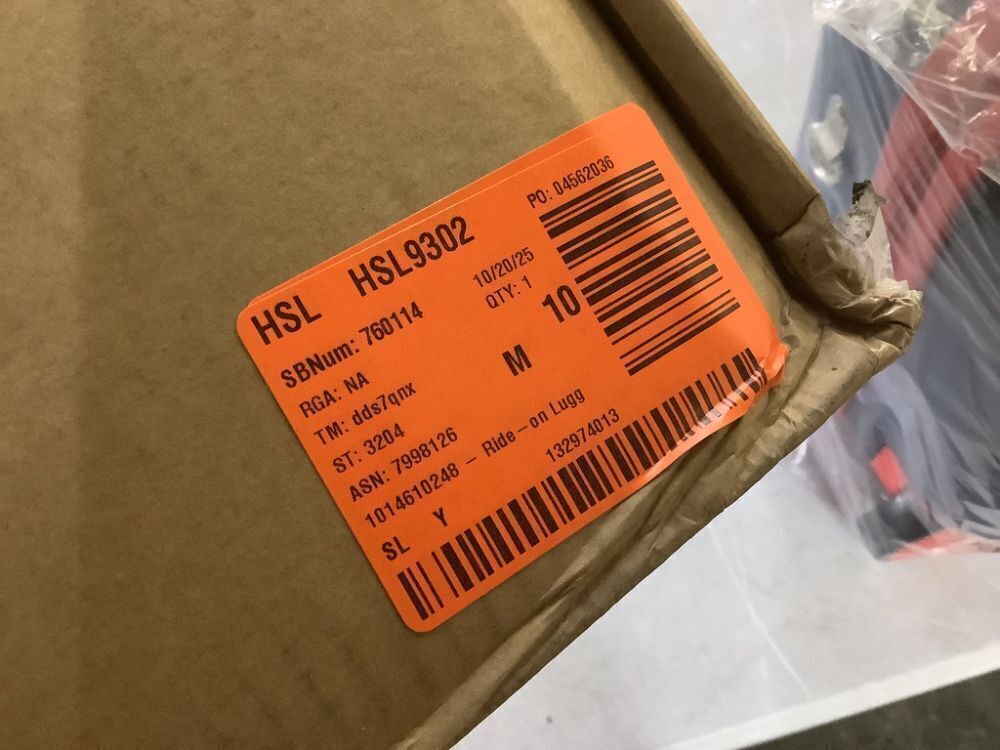 HSL HSL9302 PO: 04562036
SBNum: 760114 10/20/25
RGA: NA QTY: 1 10
TM: dds7qnx M
ST: 3204
ASN: 7998126
1014610248 - Ride-on Lugg
SL Y 132974013